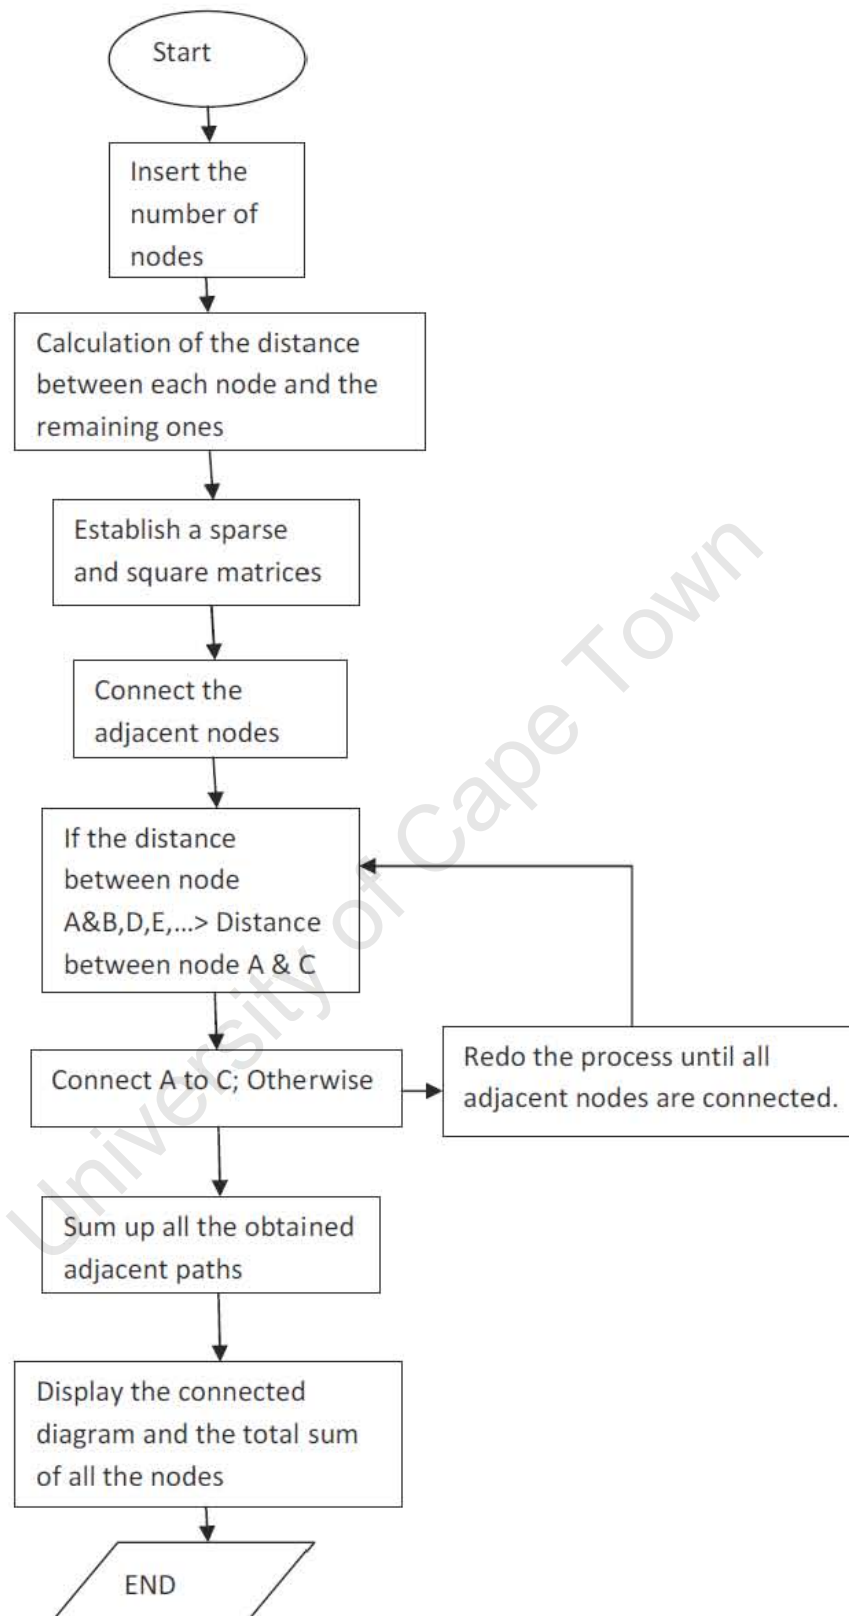 Start
Insert the
number of
nodes
Calculation of the distance
between each node and the
remaining ones
Establish a sparse
and square matrices
Connect the
adjacent nodes
If the distance
between node
A&B,D,E,...> Distance
between node A & C
Connect A to C; Otherwise
Redo the process until all
adjacent nodes are connected.
Sum up all the obtained
adjacent paths
Display the connected
diagram and the total sum
of all the nodes
END
University of Cape Town